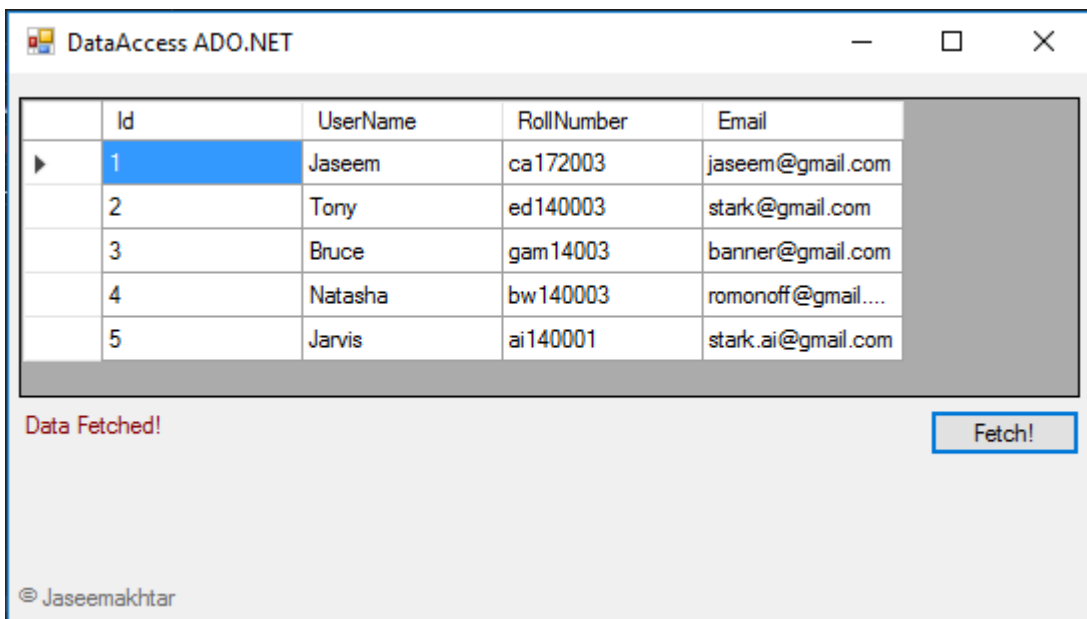 DataAccess ADO.NET
Id UserName RollNumber Email
1 Jaseem ca172003 jaseem@gmail.com
2 Tony ed140003 stark@gmail.com
3 Bruce gam14003 banner@gmail.com
4 Natasha bw140003 romonoff@gmail....
5 Jarvis ai140001 stark.ai@gmail.com
Data Fetched! Fetch!
© Jaseemakhtar